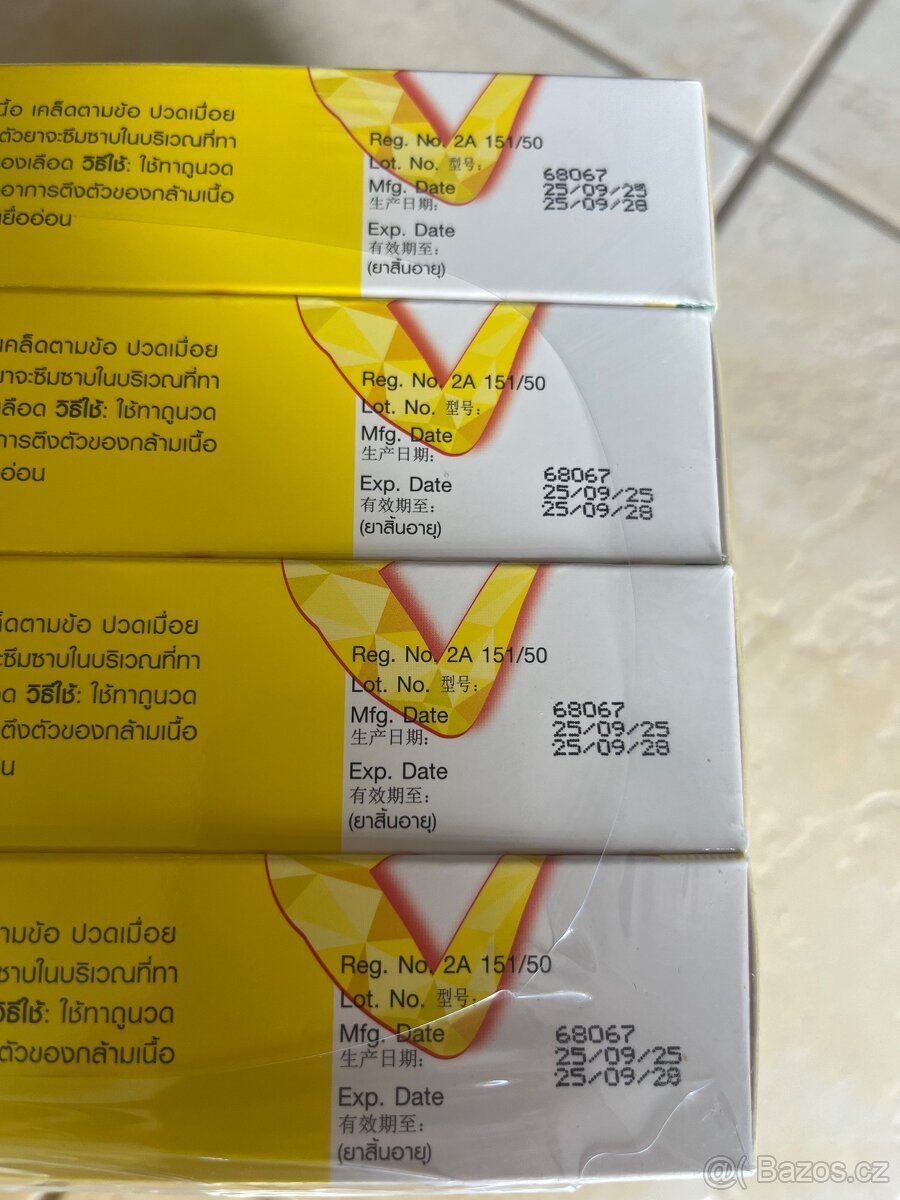 นื้อ เคล็ดตามข้อ ปวดเมื่อย
ตัวยาจะซึมซาบในบริเวณที่ทา
องเลือด วิธีใช้: ใช้ทาถูนวด
อาการตึงตัวของกล้ามเนื้อ
ยื่ออ่อน
Reg. No. 2A 151/50
Lot. No. 型号:
68067
Mfg. Date
25/09/25
生产日期:
25/09/28
Exp. Date
有效期至:
(ยาสิ้นอายุ)
เคล็ดตามข้อ ปวดเมื่อย
ยาจะซึมซาบในบริเวณที่ทา
ลือด วิธีใช้: ใช้ทาถูนวด
การตึงตัวของกล้ามเนื้อ
อ่อน
Reg. No. 2A 151/50
Lot. No. 型号:
Mfg. Date
生产日期:
68067
Exp. Date
25/09/25
有效期至:
25/09/28
(ยาสิ้นอายุ)
ล็ดตามข้อ ปวดเมื่อย
ะซึมซาบในบริเวณที่ทา
ด วิธีใช้: ใช้ทาถูนวด
ตึงตัวของกล้ามเนื้อ
น
Reg. No. 2A 151/50
Lot. No. 型号:
68067
Mfg. Date
25/09/25
生产日期:
25/09/28
Exp. Date
有效期至:
(ยาสิ้นอายุ)
ามข้อ ปวดเมื่อย
ซาบในบริเวณที่ทา
วิธีใช้: ใช้ทาถูนวด
ตัวของกล้ามเนื้อ
Reg. No. 2A 151/50
Lot. No. 型号:
68067
Mfg. Date
25/09/25
生产日期:
25/09/28
Exp. Date
有效期至:
(ยาสิ้นอายุ)
@( Bazos.cz